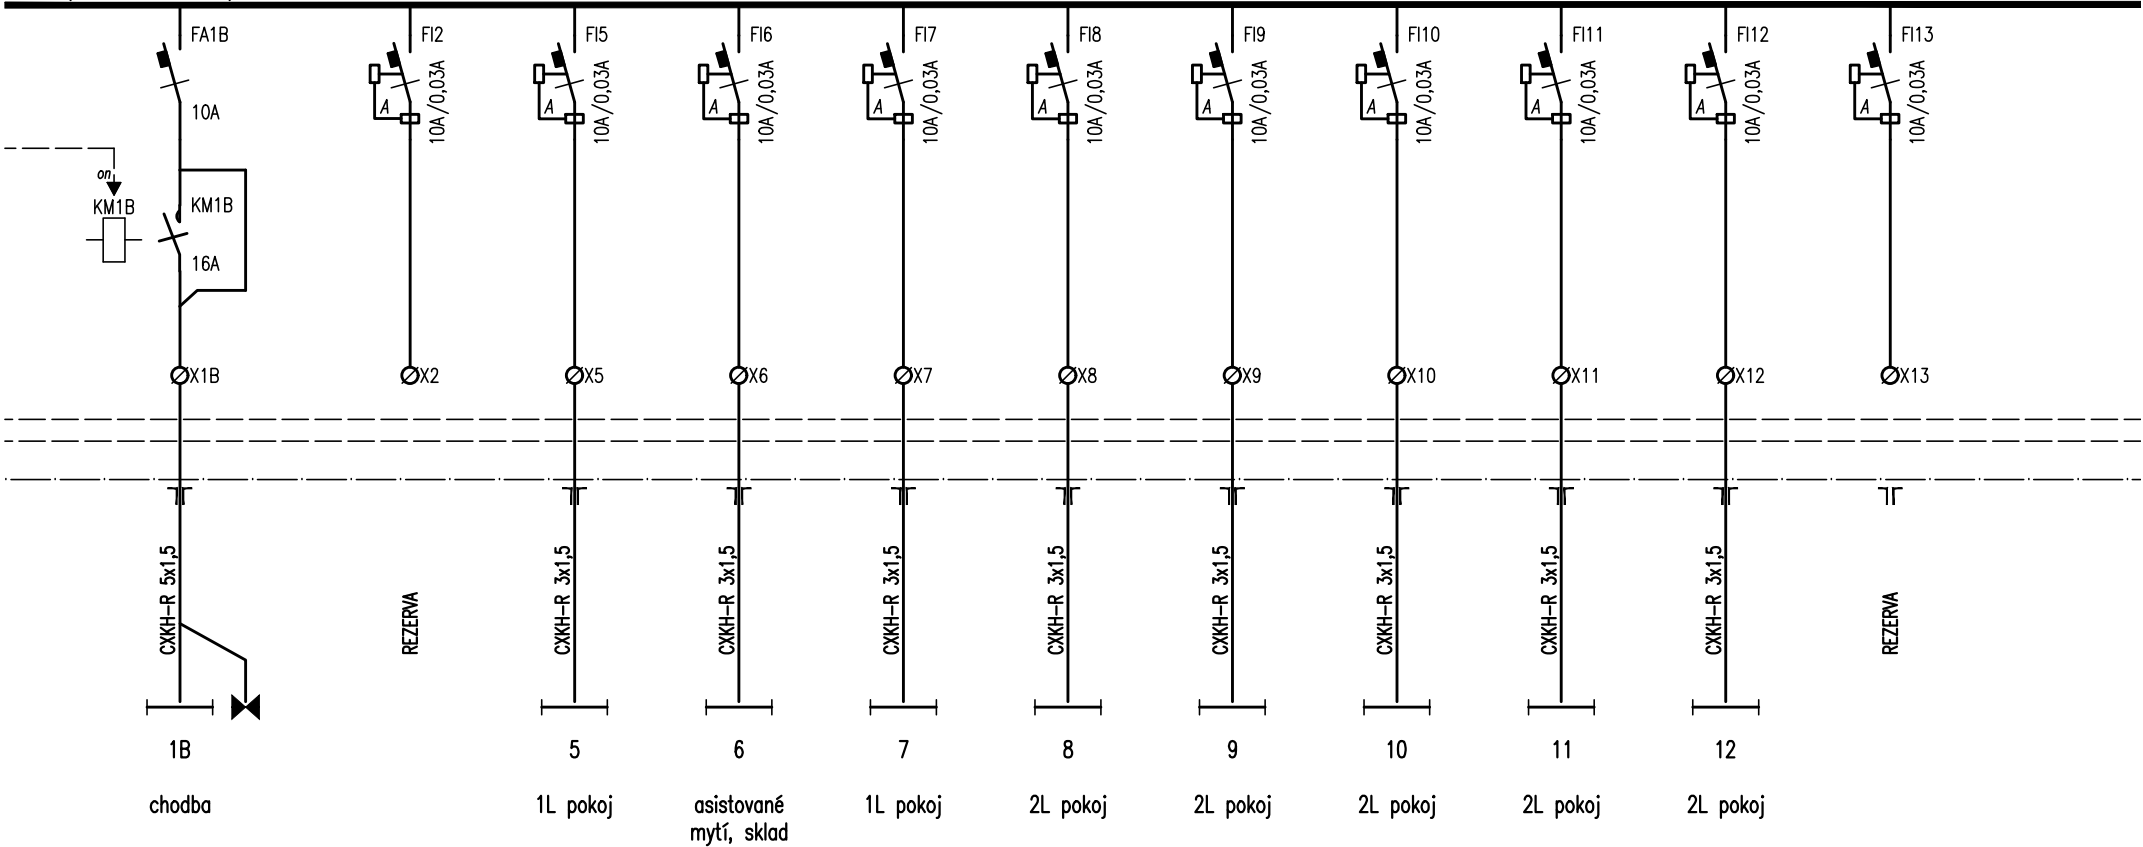 FA1B
FI2
FI5
FI6
FI7
FI8
FI9
FI10
FI11
FI12
FI13
10A
10A/0,03A
10A/0,03A
10A/0,03A
10A/0,03A
10A/0,03A
10A/0,03A
10A/0,03A
10A/0,03A
10A/0,03A
10A/0,03A
A
A
A
A
A
A
A
A
A
A
on
KM1B
KM1B
16A
X1B
X2
X5
X6
X7
X8
X9
X10
X11
X12
X13
CXKH-R 5x1,5
REZERVA
CXKH-R 3x1,5
CXKH-R 3x1,5
CXKH-R 3x1,5
CXKH-R 3x1,5
CXKH-R 3x1,5
CXKH-R 3x1,5
CXKH-R 3x1,5
CXKH-R 3x1,5
REZERVA
1B
5
6
7
8
9
10
11
12
chodba
1L pokoj
asistované
mytí, sklad
1L pokoj
2L pokoj
2L pokoj
2L pokoj
2L pokoj
2L pokoj